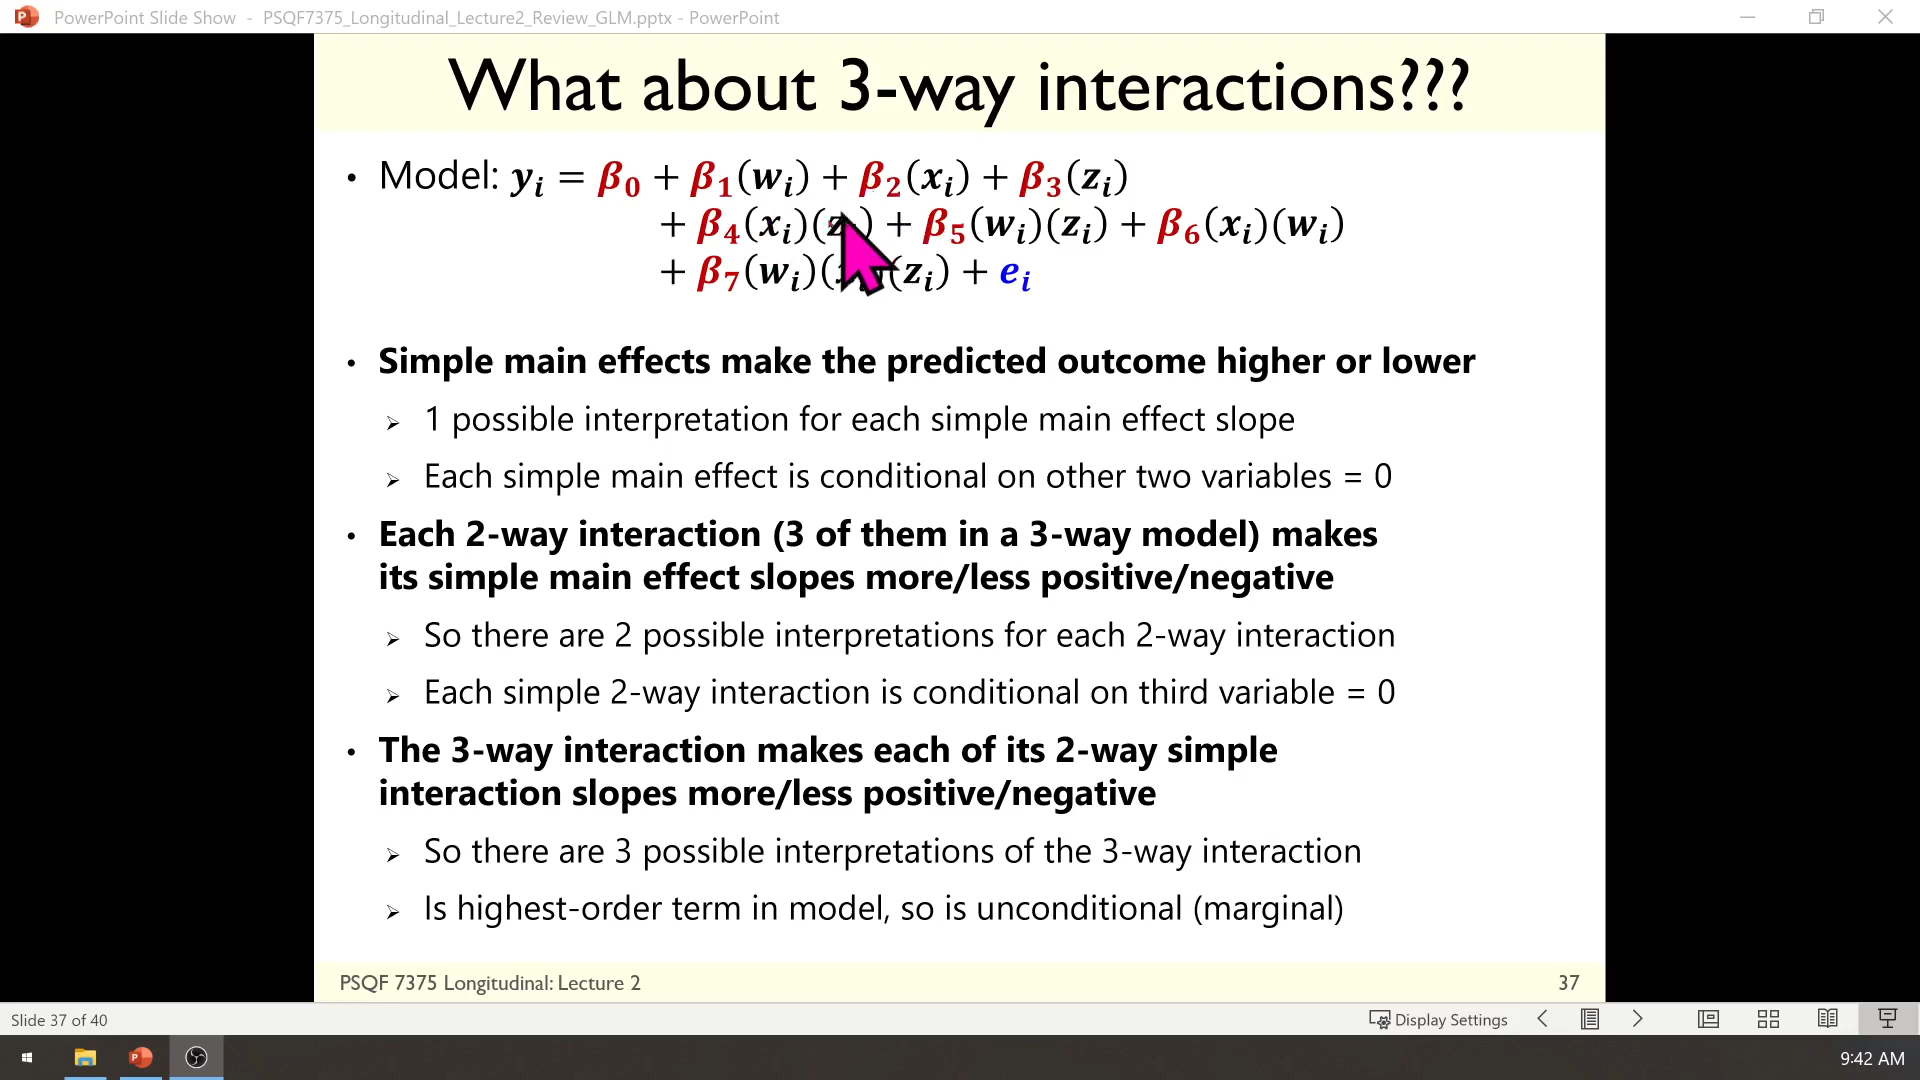 PowerPoint Slide Show - PSQF7375_Longitudinal_Lecture2_Review_GLM.pptx - PowerPoint
What about 3-way interactions???
• Model: yᵢ = β₀ + β₁(wᵢ) + β₂(xᵢ) + β₃(zᵢ)
+ β₄(xᵢ)(zᵢ) + β₅(wᵢ)(zᵢ) + β₆(xᵢ)(wᵢ)
+ β₇(wᵢ)(xᵢ)(zᵢ) + eᵢ
• Simple main effects make the predicted outcome higher or lower
➢ 1 possible interpretation for each simple main effect slope
➢ Each simple main effect is conditional on other two variables = 0
• Each 2-way interaction (3 of them in a 3-way model) makes
its simple main effect slopes more/less positive/negative
➢ So there are 2 possible interpretations for each 2-way interaction
➢ Each simple 2-way interaction is conditional on third variable = 0
• The 3-way interaction makes each of its 2-way simple
interaction slopes more/less positive/negative
➢ So there are 3 possible interpretations of the 3-way interaction
➢ Is highest-order term in model, so is unconditional (marginal)
PSQF 7375 Longitudinal: Lecture 2
37
Slide 37 of 40
Display Settings
9:42 AM